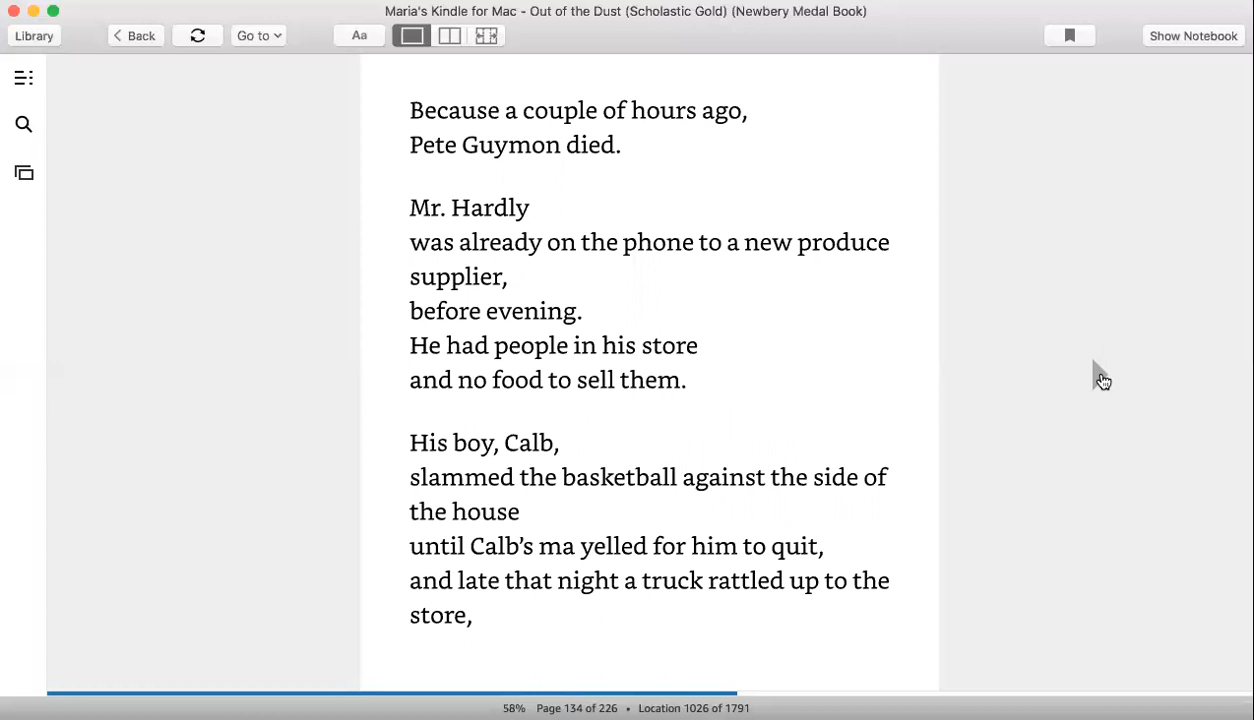 Maria's Kindle for Mac - Out of the Dust (Scholastic Gold) (Newbery Medal Book)
Library
Back
Go to
Aa
Show Notebook
Because a couple of hours ago,
Pete Guymon died.
Mr. Hardly
was already on the phone to a new produce
supplier,
before evening.
He had people in his store
and no food to sell them.
His boy, Calb,
slammed the basketball against the side of
the house
until Calb's ma yelled for him to quit,
and late that night a truck rattled up to the
store,
58% Page 134 of 226 • Location 1026 of 1791